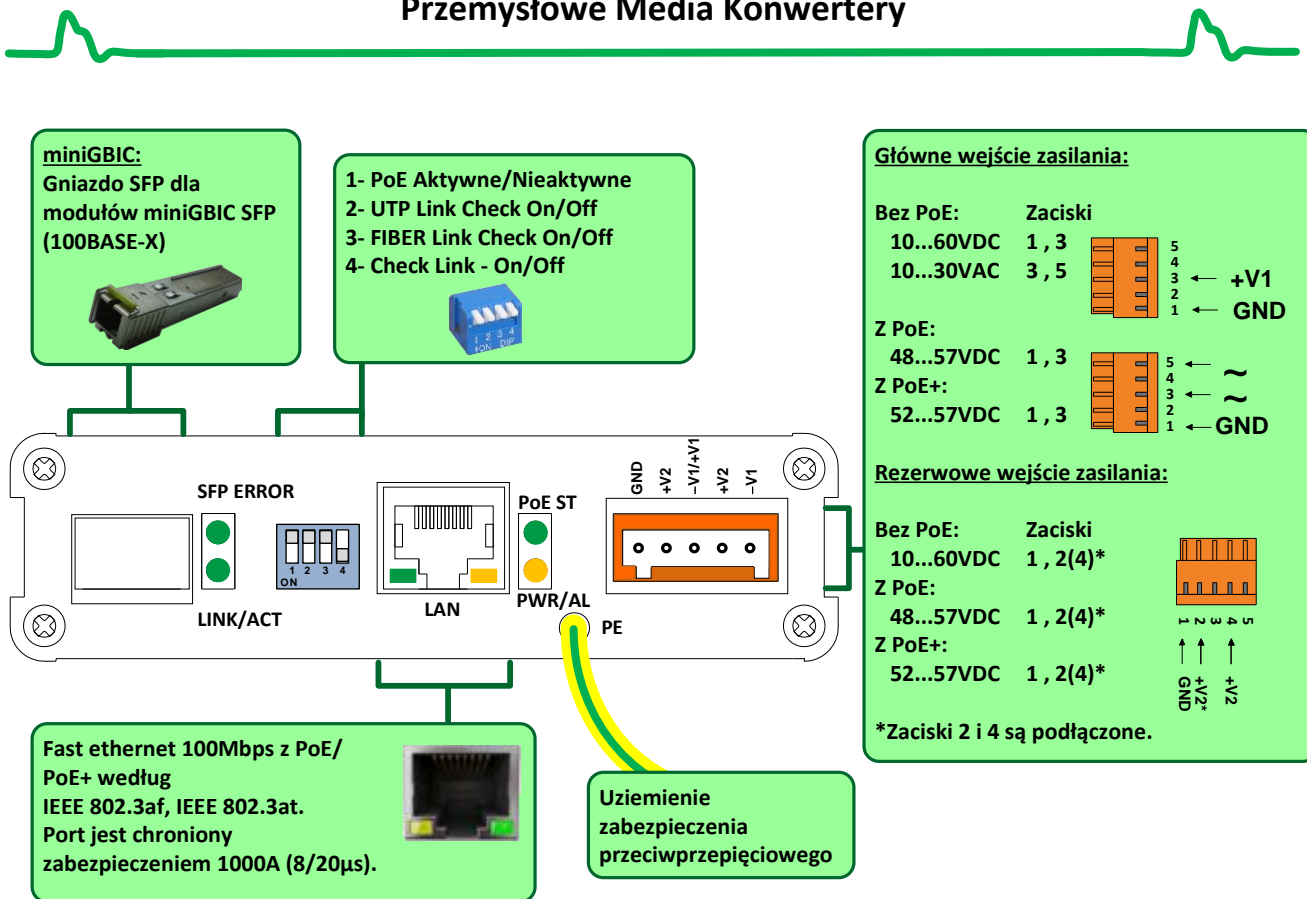 Przemysłowe Media Konwertery
miniGBIC:
Gniazdo SFP dla
modułów miniGBIC SFP
(100BASE-X)
1- PoE Aktywne/Nieaktywne
2- UTP Link Check On/Off
3- FIBER Link Check On/Off
4- Check Link - On/Off
1 2 3 4
↑ON DIP
Główne wejście zasilania:
Bez PoE: Zaciski
10...60VDC 1 , 3
10...30VAC 3 , 5
5
4
3 ← +V1
2
1 ← GND
Z PoE:
48...57VDC 1 , 3
Z PoE+:
52...57VDC 1 , 3
5 ← ~
4
3 ← ~
2
1 ← GND
Rezerwowe wejście zasilania:
Bez PoE: Zaciski
10...60VDC 1 , 2(4)*
Z PoE:
48...57VDC 1 , 2(4)*
Z PoE+:
52...57VDC 1 , 2(4)*
1 2 3 4 5
GND
+V2*
+V2
*Zaciski 2 i 4 są podłączone.
SFP ERROR
LINK/ACT
1 2 3 4
ON
LAN
PoE ST
PWR/AL
PE
GND
+V2
–V1/+V1
+V2
–V1
Fast ethernet 100Mbps z PoE/
PoE+ według
IEEE 802.3af, IEEE 802.3at.
Port jest chroniony
zabezpieczeniem 1000A (8/20µs).
Uziemienie
zabezpieczenia
przeciwprzepięciowego